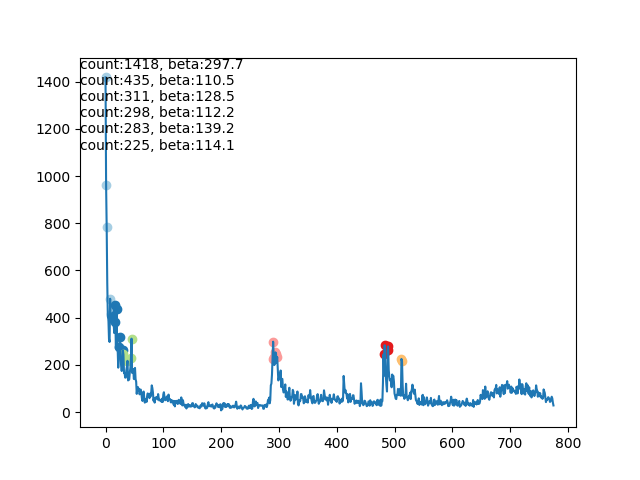 count:1418, beta:297.7
1400
count:435, beta:110.5
count:311, beta:128.5
1200
count:298, beta:112.2
count:283, beta:139.2
count:225, beta:114.1
1000
800
600
400
200
0
0 100 200 300 400 500 600 700 800